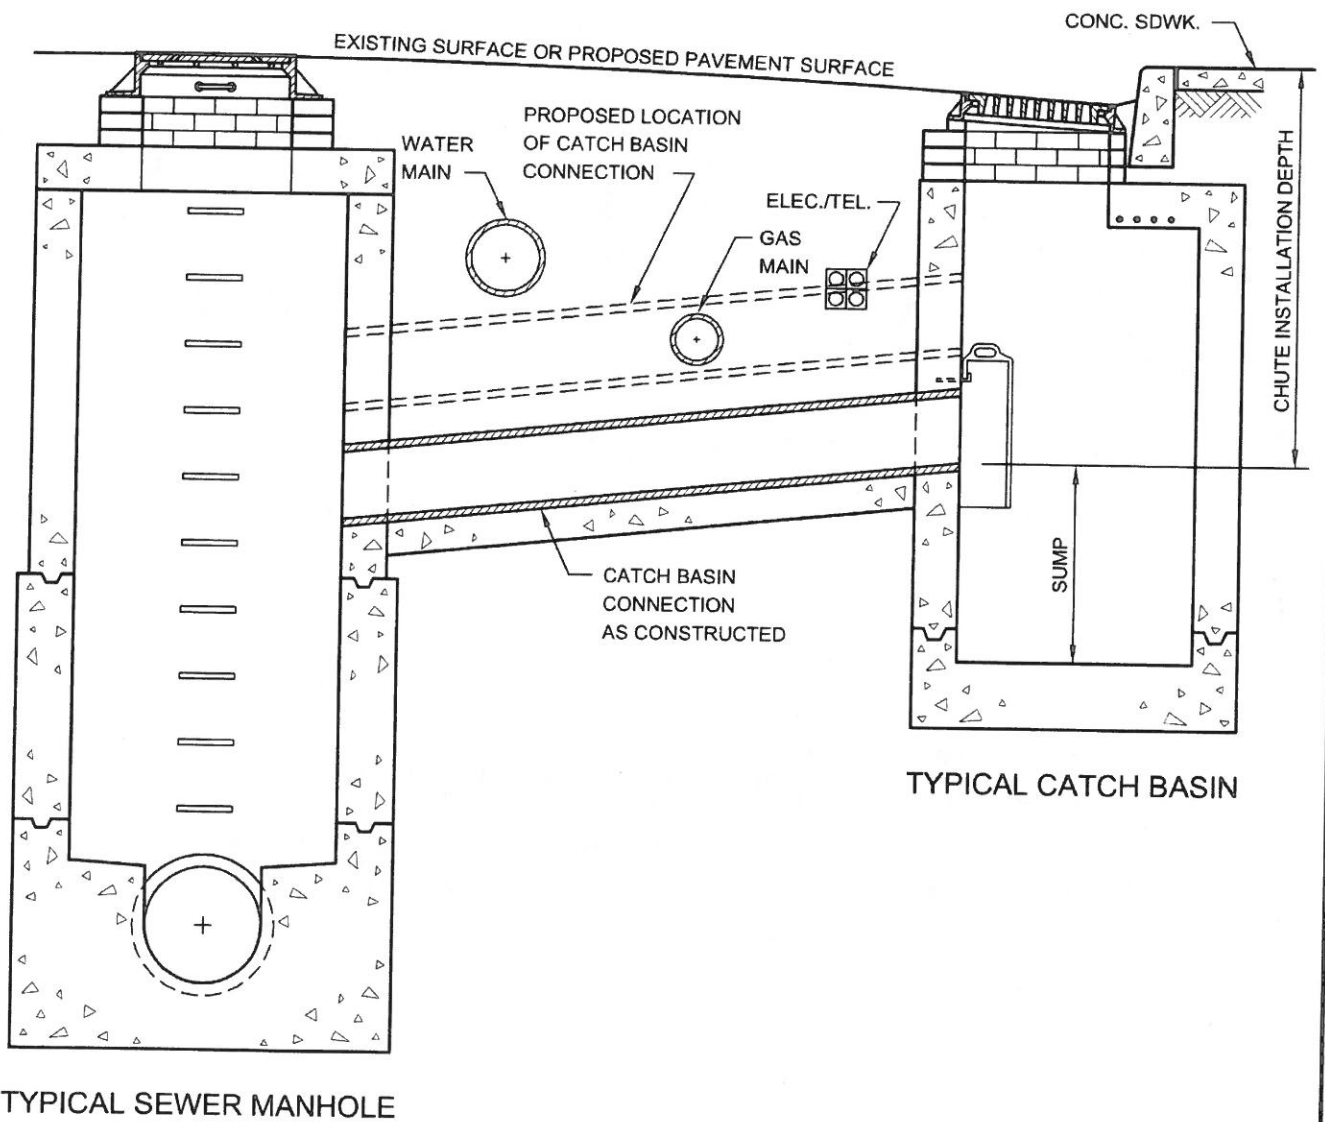 CONC. SDWK.
EXISTING SURFACE OR PROPOSED PAVEMENT SURFACE
PROPOSED LOCATION
OF CATCH BASIN
CONNECTION
WATER
MAIN
ELEC./TEL.
GAS
MAIN
CHUTE INSTALLATION DEPTH
SUMP
CATCH BASIN
CONNECTION
AS CONSTRUCTED
TYPICAL CATCH BASIN
TYPICAL SEWER MANHOLE